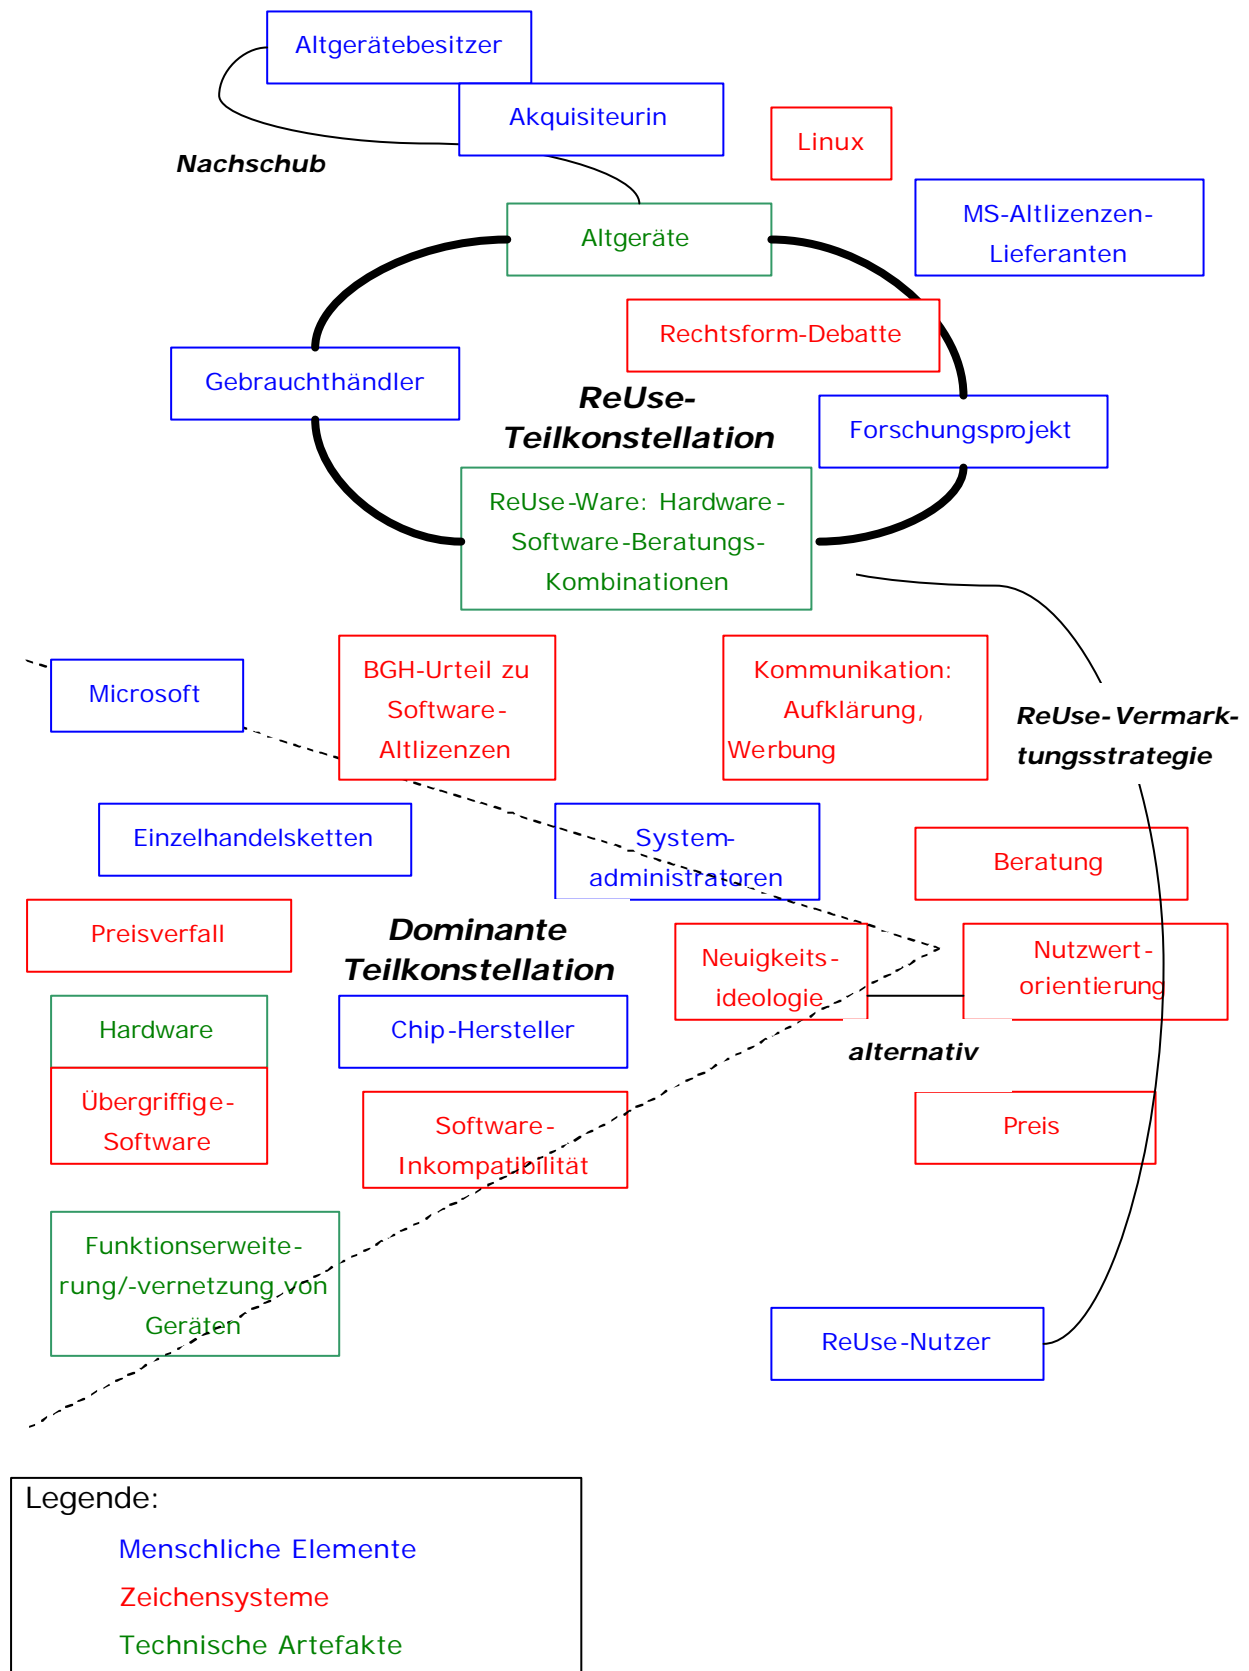 Altgerätebesitzer
Akquisiteurin
Linux
Nachschub
MS-Altlizenzen-
Lieferanten
Altgeräte
Rechtsform-Debatte
Gebrauchthändler
ReUse-
Teilkonstellation
Forschungsprojekt
ReUse-Ware: Hardware-
Software-Beratungs-
Kombinationen
Microsoft
BGH-Urteil zu
Software-
Altlizenzen
Kommunikation:
Aufklärung,
Werbung
ReUse-Vermark-
tungsstrategie
Einzelhandelsketten
System-
administratoren
Beratung
Preisverfall
Dominante
Teilkonstellation
Neuigkeits-
ideologie
Nutzwert-
orientierung
Hardware
Chip-Hersteller
alternativ
Übergriffige-
Software
Software-
Inkompatibilität
Preis
Funktionserweite-
rung/-vernetzung von
Geräten
ReUse-Nutzer
Legende:
Menschliche Elemente
Zeichensysteme
Technische Artefakte